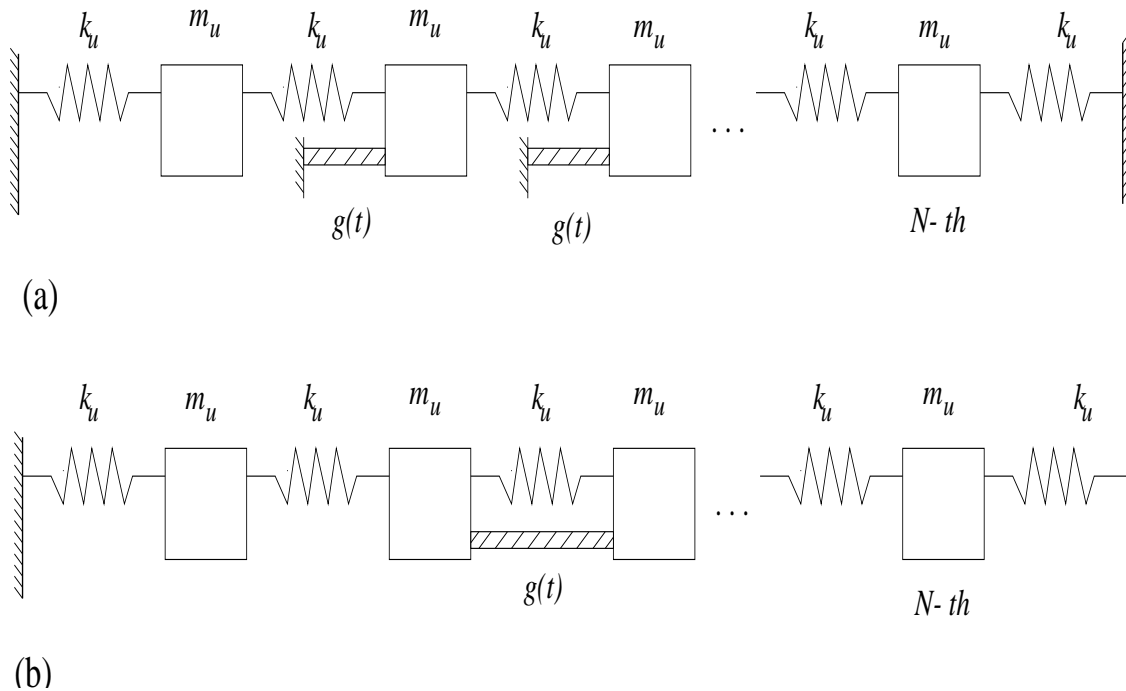 k_u m_u k_u m_u k_u m_u k_u m_u k_u
. . .
g(t) g(t) N- th
(a)
k_u m_u k_u m_u k_u m_u k_u m_u k_u
. . .
g(t) N- th
(b)